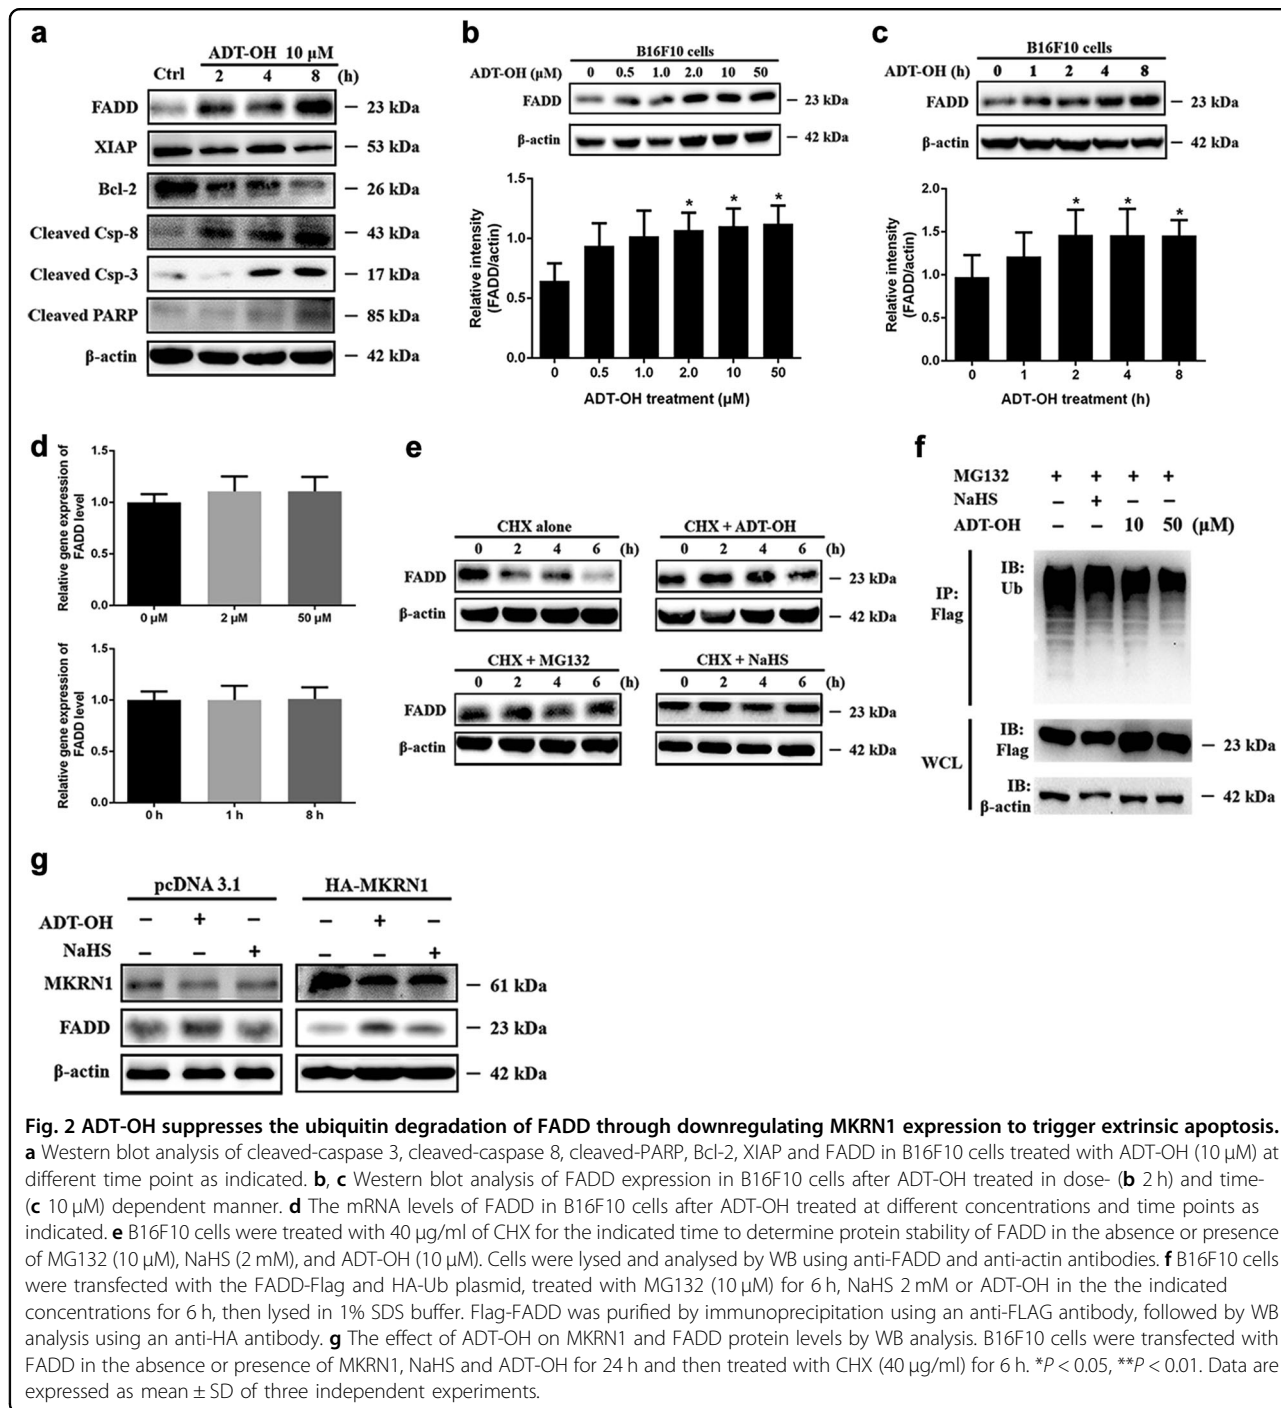 a
ADT-OH 10 µM
Ctrl 2 4 8 (h)
FADD – 23 kDa
XIAP – 53 kDa
Bcl-2 – 26 kDa
Cleaved Csp-8 – 43 kDa
Cleaved Csp-3 – 17 kDa
Cleaved PARP – 85 kDa
β-actin – 42 kDa
b
B16F10 cells
ADT-OH (µM) 0 0.5 1.0 2.0 10 50
FADD – 23 kDa
β-actin – 42 kDa
Relative intensity
(FADD/actin)
1.5
1.0
0.5
0.0
* * *
0 0.5 1.0 2.0 10 50
ADT-OH treatment (µM)
c
B16F10 cells
ADT-OH (h) 0 1 2 4 8
FADD – 23 kDa
β-actin – 42 kDa
Relative intensity
(FADD/actin)
2.0
1.5
1.0
0.5
0.0
* * *
0 1 2 4 8
ADT-OH treatment (h)
d
Relative gene expression of
FADD level
1.5
1.0
0.5
0.0
0 µM 2 µM 50 µM
Relative gene expression of
FADD level
1.5
1.0
0.5
0.0
0 h 1 h 8 h
e
CHX alone CHX + ADT-OH
0 2 4 6 (h) 0 2 4 6 (h)
FADD – 23 kDa
β-actin – 42 kDa
CHX + MG132 CHX + NaHS
0 2 4 6 (h) 0 2 4 6 (h)
FADD – 23 kDa
β-actin – 42 kDa
f
MG132 + + + +
NaHS – + – –
ADT-OH – – 10 50 (µM)
IP:
Flag
IB:
Ub
WCL
IB:
Flag – 23 kDa
IB:
β-actin – 42 kDa
g
pcDNA 3.1 HA-MKRN1
ADT-OH – + – – + –
NaHS – – + – – +
MKRN1 – 61 kDa
FADD – 23 kDa
β-actin – 42 kDa
Fig. 2 ADT-OH suppresses the ubiquitin degradation of FADD through downregulating MKRN1 expression to trigger extrinsic apoptosis.
a Western blot analysis of cleaved-caspase 3, cleaved-caspase 8, cleaved-PARP, Bcl-2, XIAP and FADD in B16F10 cells treated with ADT-OH (10 µM) at
different time point as indicated. b, c Western blot analysis of FADD expression in B16F10 cells after ADT-OH treated in dose- (b 2 h) and time-
(c 10 µM) dependent manner. d The mRNA levels of FADD in B16F10 cells after ADT-OH treated at different concentrations and time points as
indicated. e B16F10 cells were treated with 40 µg/ml of CHX for the indicated time to determine protein stability of FADD in the absence or presence
of MG132 (10 µM), NaHS (2 mM), and ADT-OH (10 µM). Cells were lysed and analysed by WB using anti-FADD and anti-actin antibodies. f B16F10 cells
were transfected with the FADD-Flag and HA-Ub plasmid, treated with MG132 (10 µM) for 6 h, NaHS 2 mM or ADT-OH in the the indicated
concentrations for 6 h, then lysed in 1% SDS buffer. Flag-FADD was purified by immunoprecipitation using an anti-FLAG antibody, followed by WB
analysis using an anti-HA antibody. g The effect of ADT-OH on MKRN1 and FADD protein levels by WB analysis. B16F10 cells were transfected with
FADD in the absence or presence of MKRN1, NaHS and ADT-OH for 24 h and then treated with CHX (40 µg/ml) for 6 h. *P < 0.05, **P < 0.01. Data are
expressed as mean ± SD of three independent experiments.